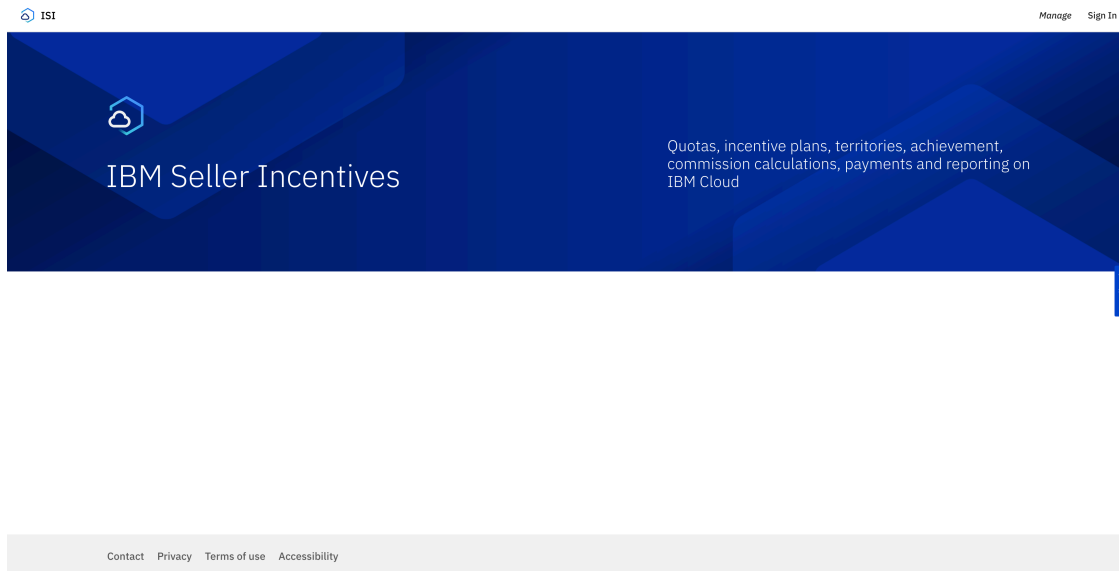 ISI
Manage Sign In
IBM Seller Incentives
Quotas, incentive plans, territories, achievement,
commission calculations, payments and reporting on
IBM Cloud
Contact Privacy Terms of use Accessibility